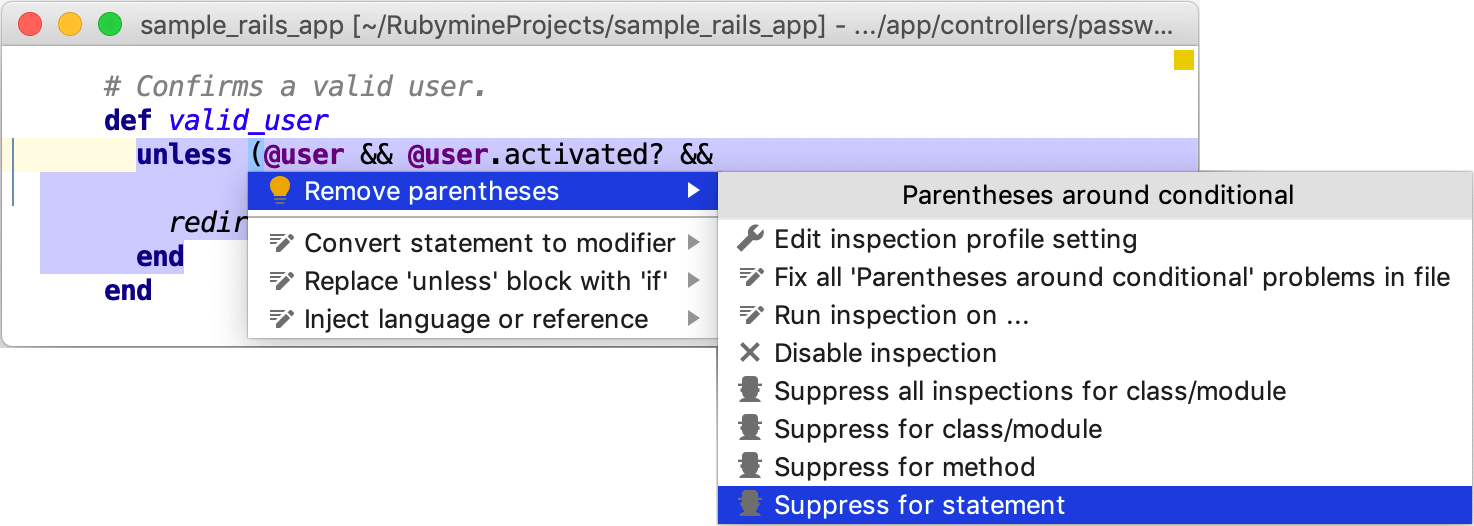 sample_rails_app [~/RubymineProjects/sample_rails_app] - .../app/controllers/passw...
# Confirms a valid user.
def valid_user
unless (@user && @user.activated? &&
redir
end
end
Remove parentheses
Convert statement to modifier
Replace 'unless' block with 'if'
Inject language or reference
Parentheses around conditional
Edit inspection profile setting
Fix all 'Parentheses around conditional' problems in file
Run inspection on ...
Disable inspection
Suppress all inspections for class/module
Suppress for class/module
Suppress for method
Suppress for statement